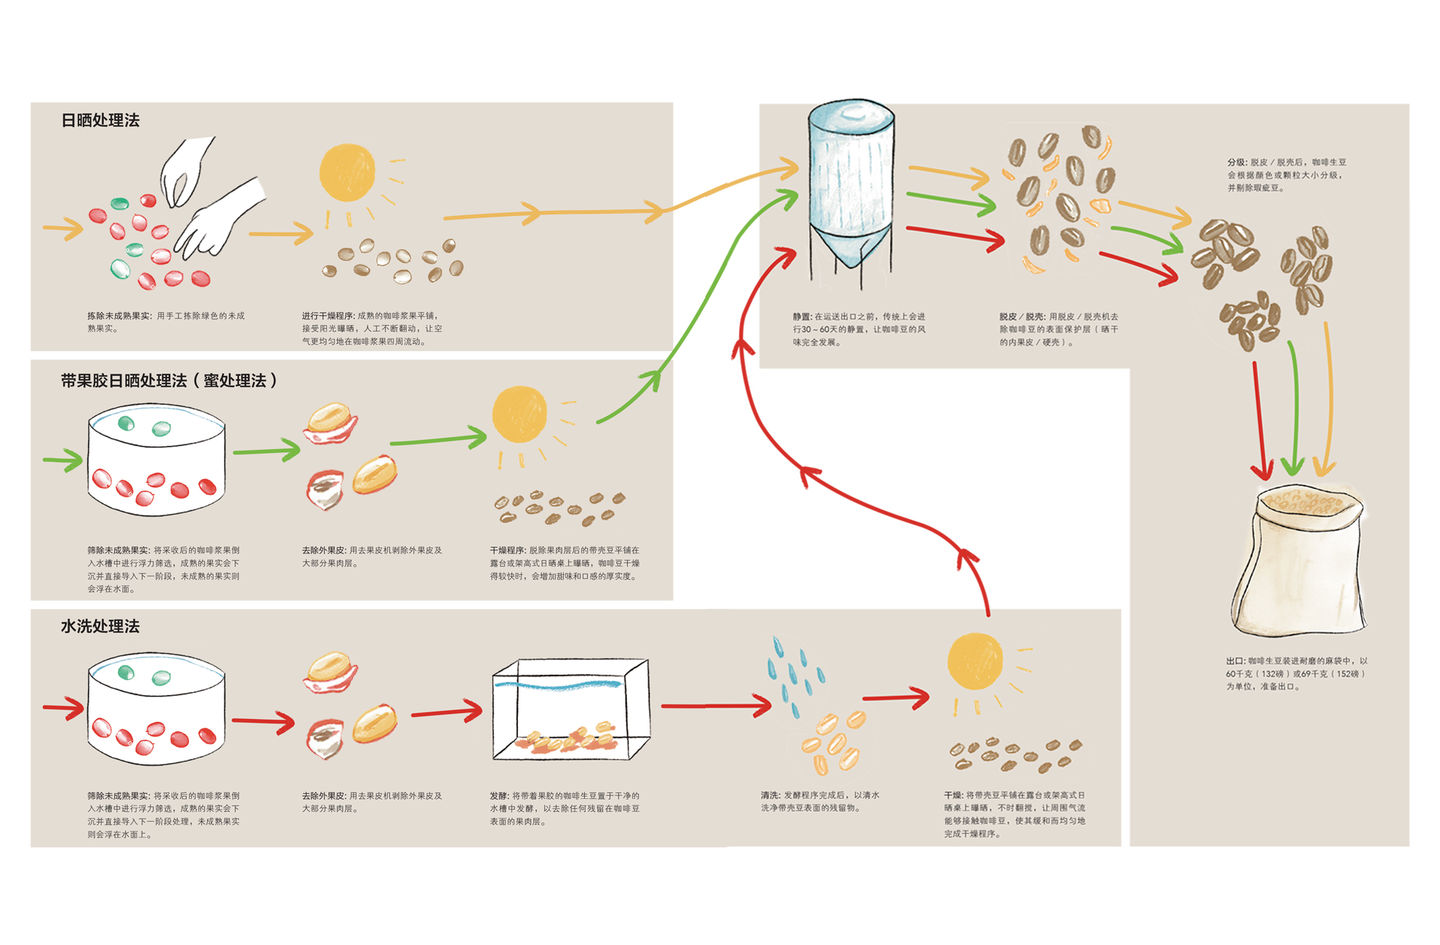 日晒处理法
拣除未成熟果实: 用手工拣除绿色的未成
熟果实。
进行干燥程序: 成熟的咖啡浆果平铺,
接受阳光曝晒, 人工不断翻动, 让空
气更均匀地在咖啡浆果四周流动。
带果胶日晒处理法 ( 蜜处理法 )
筛除未成熟果实: 将采收后的咖啡浆果倒
入水槽中进行浮力筛选, 成熟的果实会下
沉并直接导入下一阶段, 未成熟的果实则
会浮在水面。
去除外果皮: 用去果皮机剥除外果皮及
大部分果肉层。
干燥程序: 脱除果肉层后的带壳豆平铺在
露台或架高式日晒桌上曝晒, 咖啡豆干燥
得较快时, 会增加甜味和口感的厚实度。
水洗处理法
筛除未成熟果实: 将采收后的咖啡浆果倒
入水槽中进行浮力筛选, 成熟的果实会下
沉并直接导入下一阶段处理, 未成熟果实
则会浮在水面上。
去除外果皮: 用去果皮机剥除外果皮及
大部分果肉层。
发酵: 将带着果胶的咖啡生豆置于干净的
水槽中发酵, 以去除任何残留在咖啡豆
表面的果肉层。
清洗: 发酵程序完成后, 以清水
洗净带壳豆表面的残留物。
干燥: 将带壳豆平铺在露台或架高式日
晒桌上曝晒, 不时翻搅, 让周围气流
能够接触咖啡豆, 使其缓和而均匀地
完成干燥程序。
静置: 在运送出口之前, 传统上会进
行30～60天的静置, 让咖啡豆的风
味完全发展。
脱皮 / 脱壳: 用脱皮 / 脱壳机去
除咖啡豆的表面保护层 ( 晒干
的内果皮 / 硬壳 ) 。
分级: 脱皮 / 脱壳后, 咖啡生豆
会根据颜色或颗粒大小分级,
并剔除瑕疵豆。
出口: 咖啡生豆装进耐磨的麻袋中, 以
60千克 ( 132磅 ) 或69千克 ( 152磅 )
为单位, 准备出口。